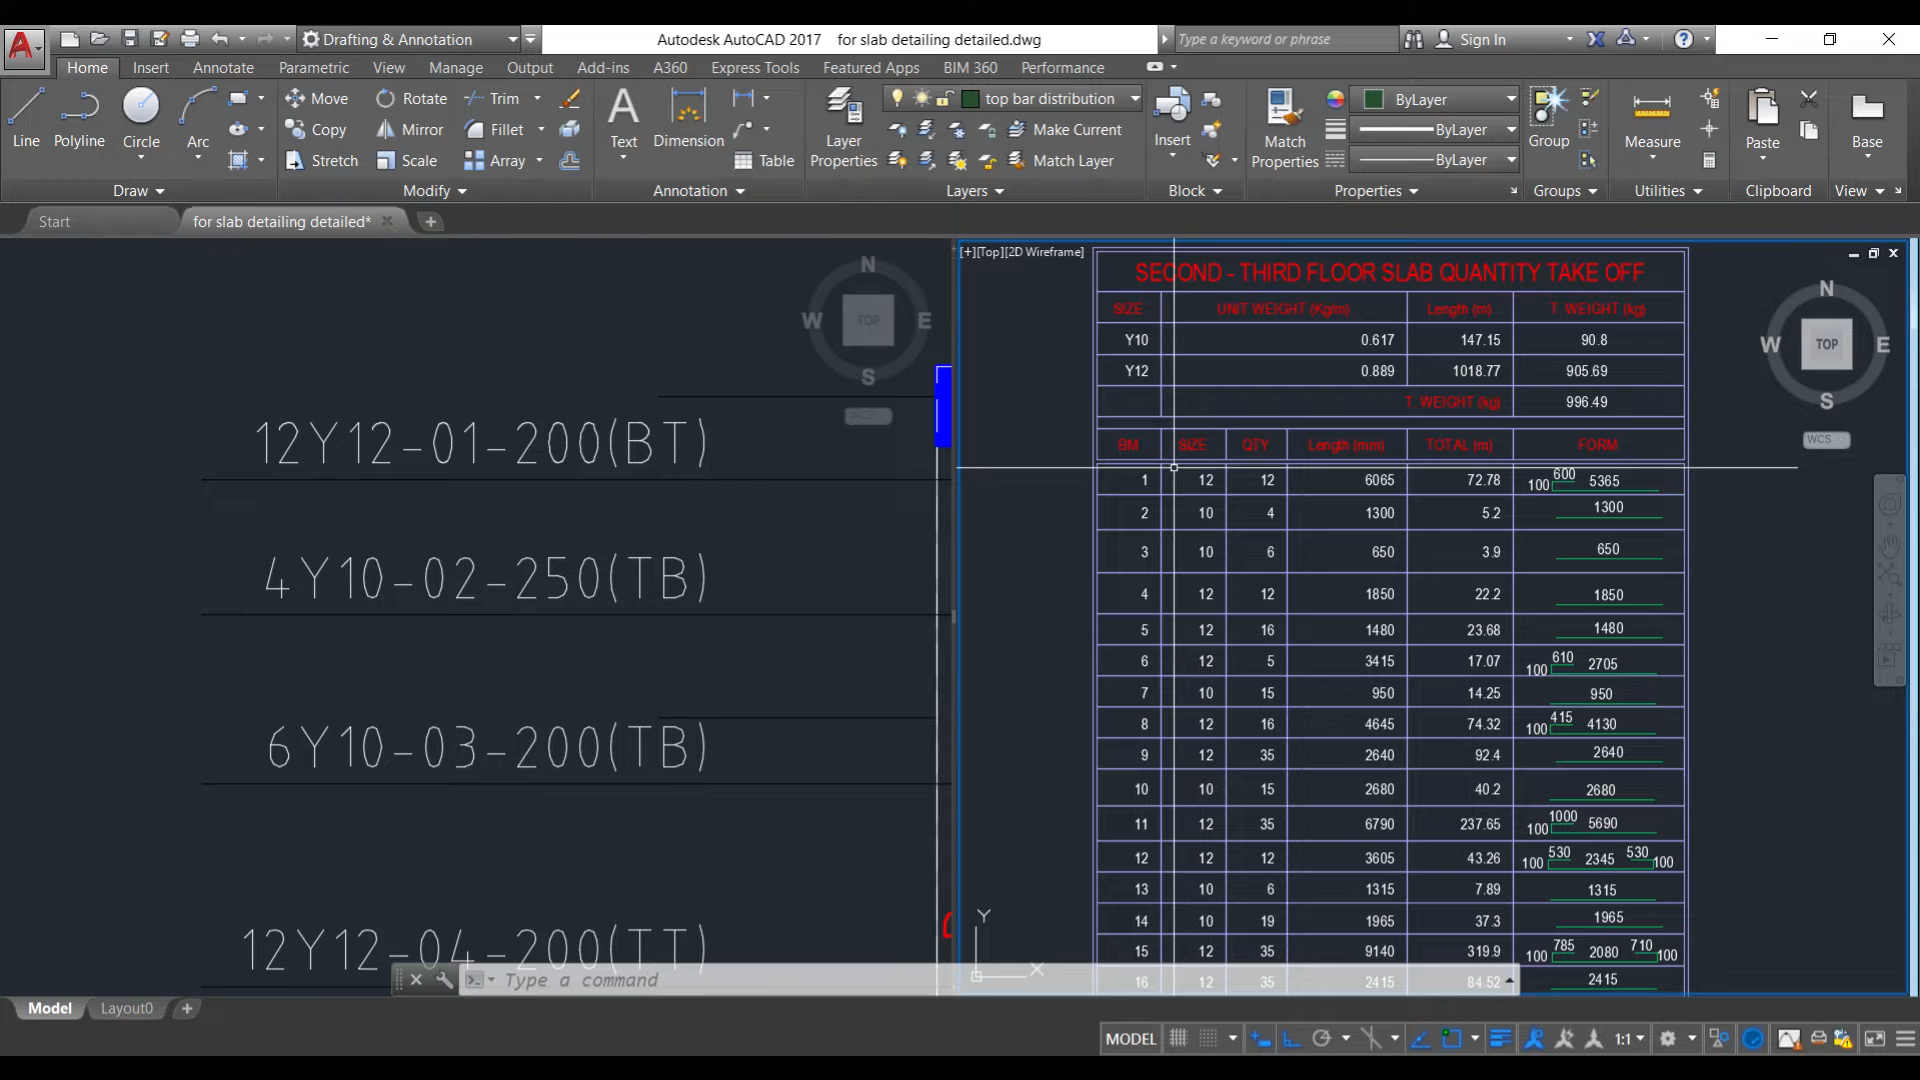 Drafting & Annotation
Autodesk AutoCAD 2017 for slab detailing detailed.dwg
Type a keyword or phrase
Sign In
Home Insert Annotate Parametric View Manage Output Add-ins A360 Express Tools Featured Apps BIM 360 Performance
Line Polyline Circle Arc
Move Rotate Trim
Copy Mirror Fillet
Stretch Scale Array
Text Dimension Table
Layer Properties
top bar distribution
Make Current
Match Layer
Insert
Match Properties
ByLayer
ByLayer
ByLayer
Group Measure Paste Base
Draw Modify Annotation Layers Block Properties Groups Utilities Clipboard View
Start for slab detailing detailed*
N
W TOP E
S
WCS
12Y12-01-200(BT)
4Y10-02-250(TB)
6Y10-03-200(TB)
12Y12-04-200(TT)
[+][Top][2D Wireframe]
SECOND - THIRD FLOOR SLAB QUANTITY TAKE OFF
SIZE UNIT WEIGHT (Kg/m) Length (m) T WEIGHT (kg)
Y10 0.617 147.15 90.8
Y12 0.889 1018.77 905.69
T WEIGHT (kg) 996.49
BM SIZE QTY Length (mm) TOTAL (m) FORM
1 12 12 6065 72.78 100 600 5365
2 10 4 1300 5.2 1300
3 10 6 650 3.9 650
4 12 12 1850 22.2 1850
5 12 16 1480 23.68 1480
6 12 5 3415 17.07 100 610 2705
7 10 15 950 14.25 950
8 12 16 4645 74.32 100 415 4130
9 12 35 2640 92.4 2640
10 10 15 2680 40.2 2680
11 12 35 6790 237.65 100 1000 5690
12 12 12 3605 43.26 100 530 2345 530 100
13 10 6 1315 7.89 1315
14 10 19 1965 37.3 1965
15 12 35 9140 319.9 100 785 2080 710 100
16 12 35 2415 84.52 2415
N
W TOP E
S
WCS
Y
X
Type a command
Model Layout0
MODEL 1:1